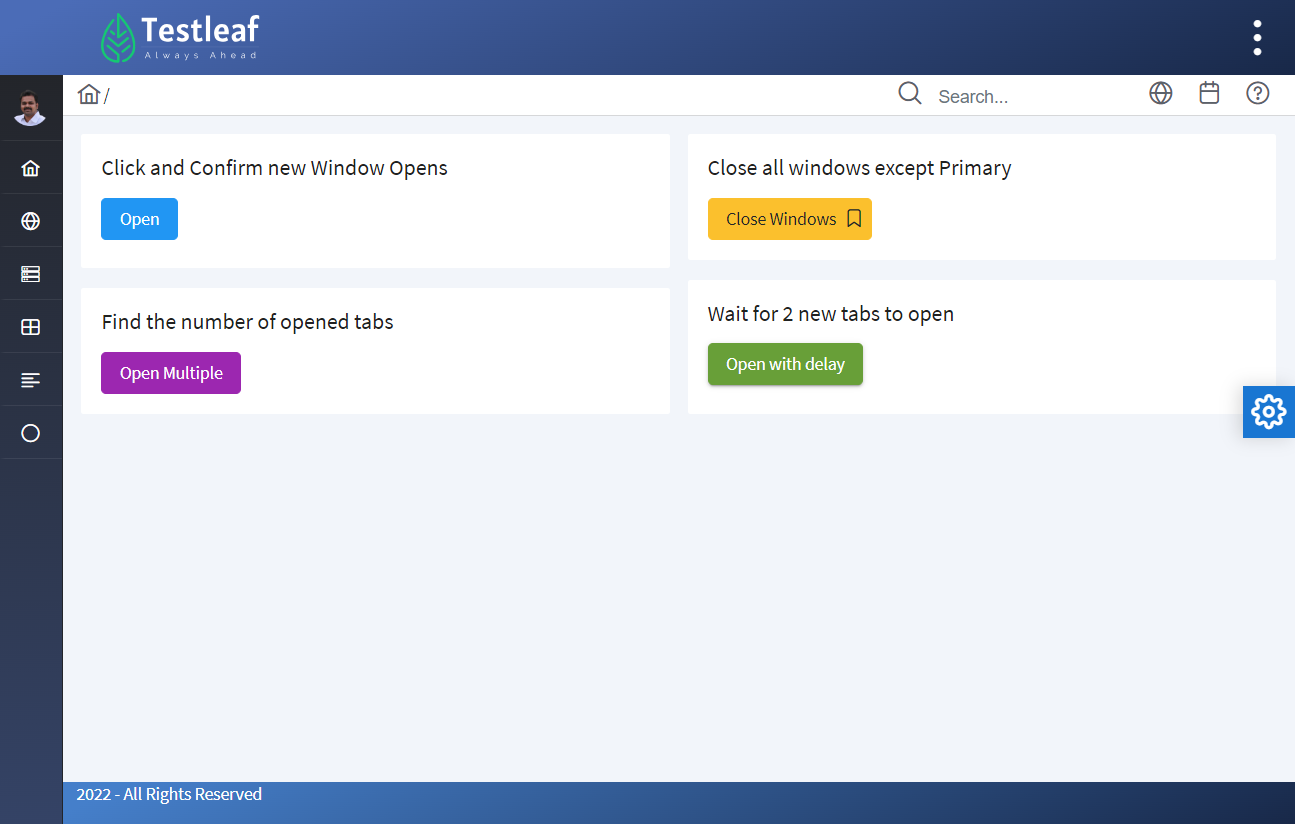 Testleaf
Always Ahead
/
Search...
Click and Confirm new Window Opens
Open
Close all windows except Primary
Close Windows
Find the number of opened tabs
Open Multiple
Wait for 2 new tabs to open
Open with delay
2022 - All Rights Reserved